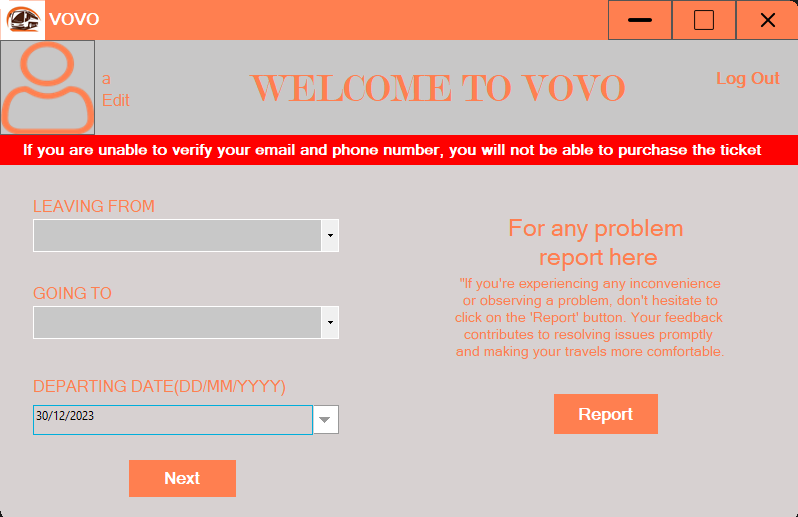 VOVO
a
Edit
WELCOME TO VOVO
Log Out
If you are unable to verify your email and phone number, you will not be able to purchase the ticket
LEAVING FROM
GOING TO
DEPARTING DATE(DD/MM/YYYY)
30/12/2023
Next
For any problem
report here
"If you're experiencing any inconvenience
or observing a problem, don't hesitate to
click on the 'Report' button. Your feedback
contributes to resolving issues promptly
and making your travels more comfortable.
Report